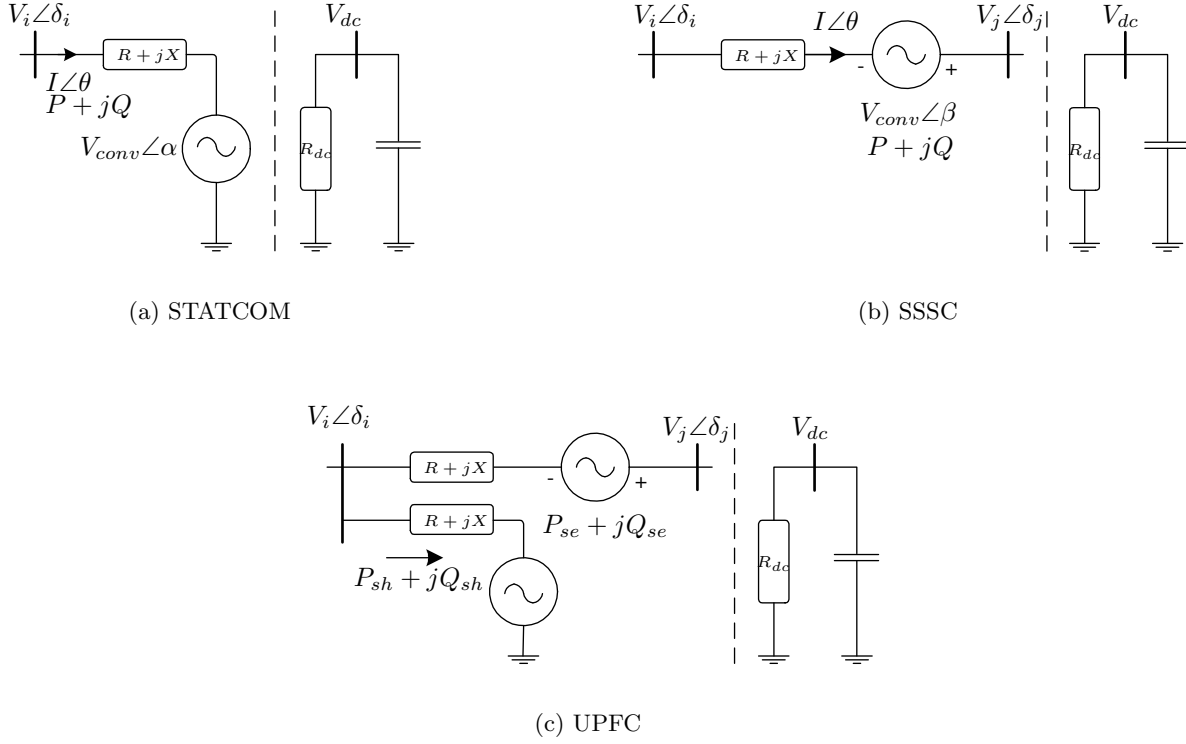 V_i∠δ_i
V_dc
R + jX
I∠θ
P + jQ
V_conv∠α
R_dc
(a) STATCOM
V_i∠δ_i
I∠θ
V_j∠δ_j
V_dc
R + jX
- +
V_conv∠β
P + jQ
R_dc
(b) SSSC
V_i∠δ_i
V_j∠δ_j
V_dc
R + jX
- +
R + jX
P_se + jQ_se
P_sh + jQ_sh
R_dc
(c) UPFC